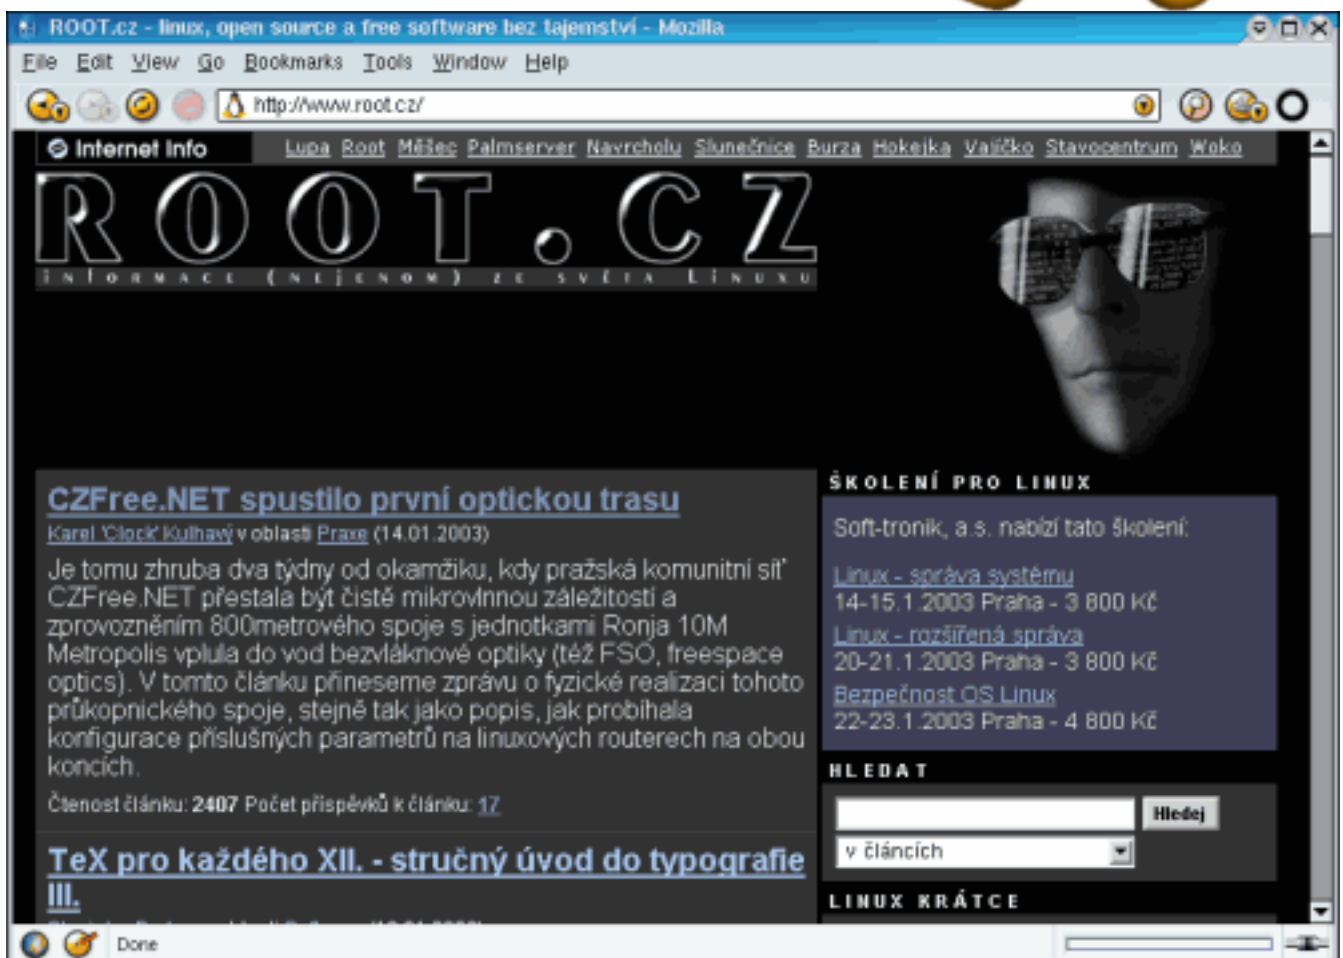 ROOT.cz - linux, open source a free software bez tajemství - Mozilla
File Edit View Go Bookmarks Tools Window Help
http://www.root.cz/
Internet Info Lupa Root Měšec Palmserver Navrcholu Slunečnice Burza Hokejka Valíčko Stavocentrum Woko
ROOT.CZ
informace (nejenom) ze světa Linuxu
CZFree.NET spustilo první optickou trasu
Karel 'Clock' Kulhavý v oblasti Praxe (14.01.2003)
Je tomu zhruba dva týdny od okamžiku, kdy pražská komunitní síť
CZFree.NET přestala být čistě mikrovlnnou záležitostí a
zprovozněním 800metrového spoje s jednotkami Ronja 10M
Metropolis vplula do vod bezvláknové optiky (též FSO, freespace
optics). V tomto článku přineseme zprávu o fyzické realizaci tohoto
průkopnického spoje, stejně tak jako popis, jak probíhala
konfigurace příslušných parametrů na linuxových routerech na obou
koncích.
Čtenost článku: 2407 Počet příspěvků k článku: 17
TeX pro každého XII. - stručný úvod do typografie
III.
ŠKOLENÍ PRO LINUX
Soft-tronik, a.s. nabízí tato školení:
Linux - správa systému
14-15.1.2003 Praha - 3 800 Kč
Linux - rozšířená správa
20-21.1.2003 Praha - 3 800 Kč
Bezpečnost OS Linux
22-23.1.2003 Praha - 4 800 Kč
HLEDAT
Hledej
v článcích
LINUX KRÁTCE
Done